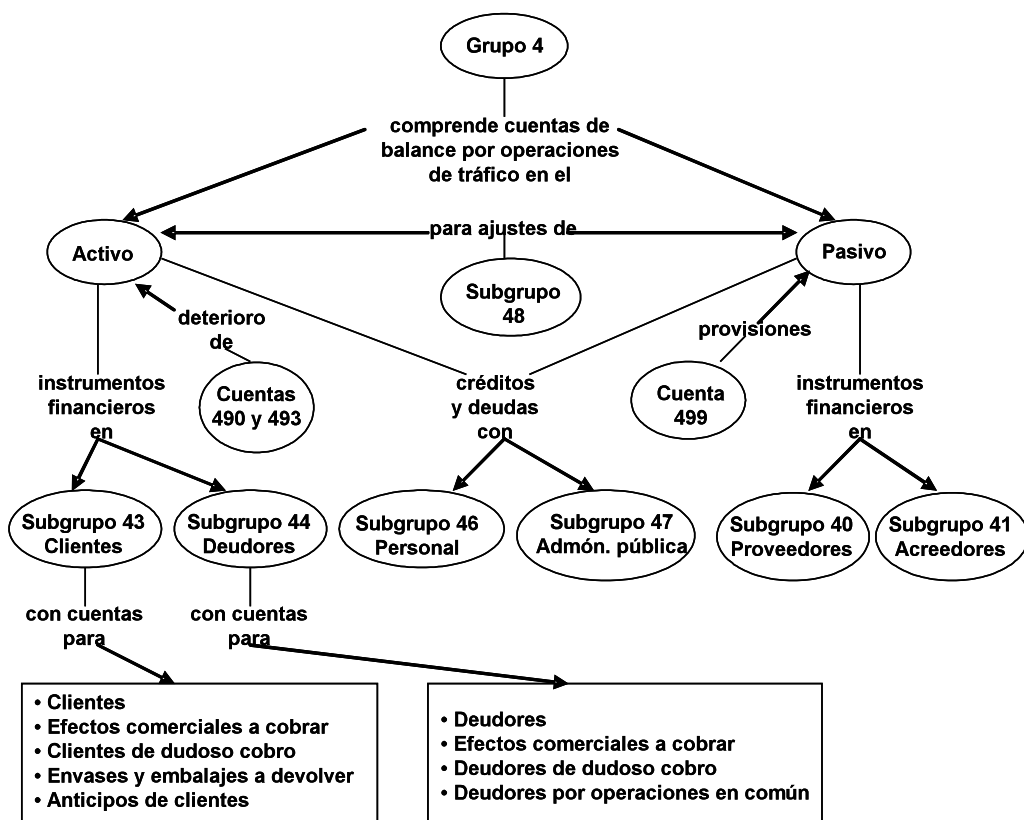 Grupo 4
comprende cuentas de
balance por operaciones
de tráfico en el
para ajustes de
Activo
Pasivo
Subgrupo
48
deterioro
de
provisiones
Cuentas
490 y 493
Cuenta
499
instrumentos
financieros
en
créditos
y deudas
con
instrumentos
financieros
en
Subgrupo 43
Clientes
Subgrupo 44
Deudores
Subgrupo 46
Personal
Subgrupo 47
Admón. pública
Subgrupo 40
Proveedores
Subgrupo 41
Acreedores
con cuentas
para
con cuentas
para
• Clientes
• Efectos comerciales a cobrar
• Clientes de dudoso cobro
• Envases y embalajes a devolver
• Anticipos de clientes
• Deudores
• Efectos comerciales a cobrar
• Deudores de dudoso cobro
• Deudores por operaciones en común